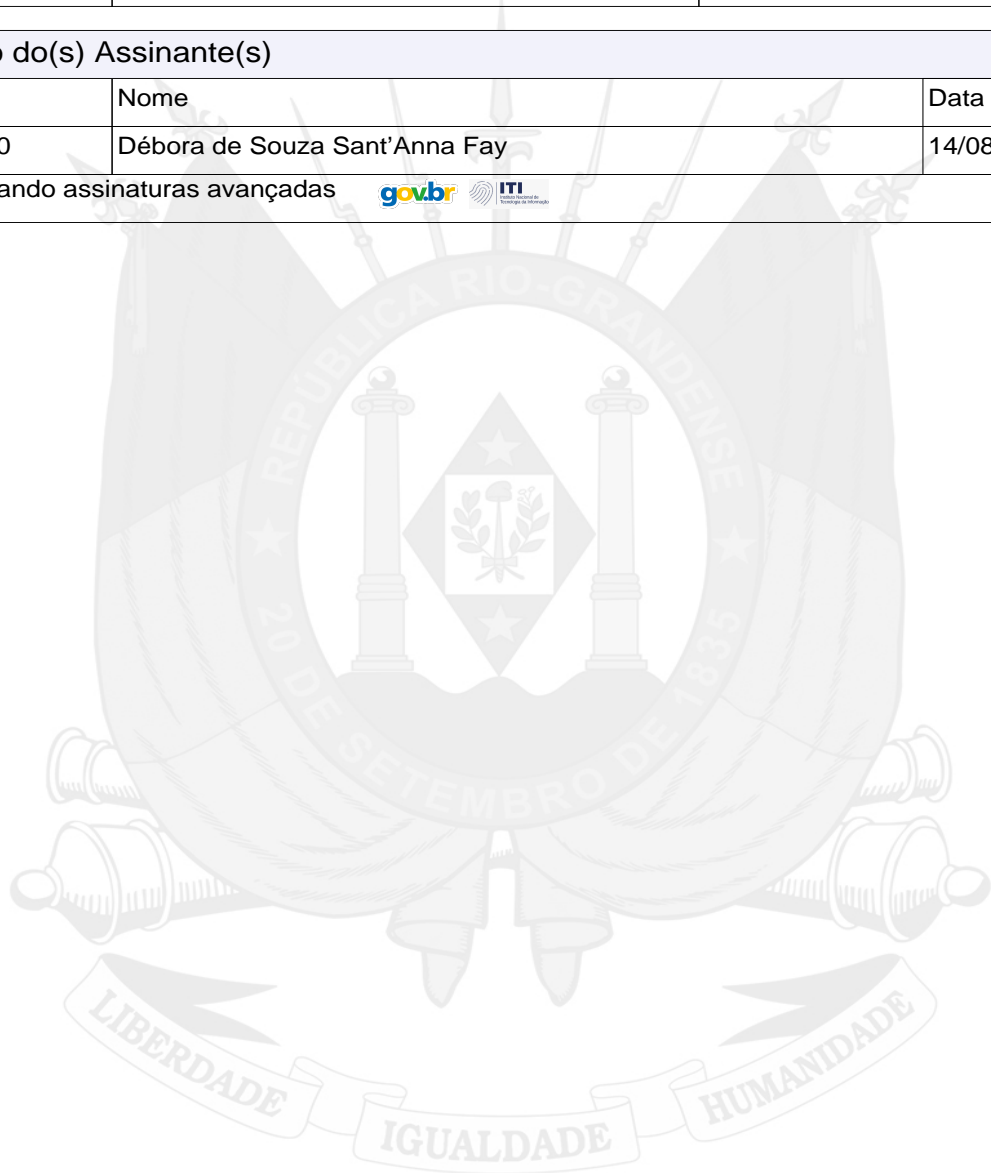 o do(s) Assinante(s)
Nome Data
0 Débora de Souza Sant'Anna Fay 14/08
ando assinaturas avançadas gov.br ITI
REPÚBLICA RIO-GRANDENSE
20 DE SETEMBRO DE 1835
LIBERDADE IGUALDADE HUMANIDADE